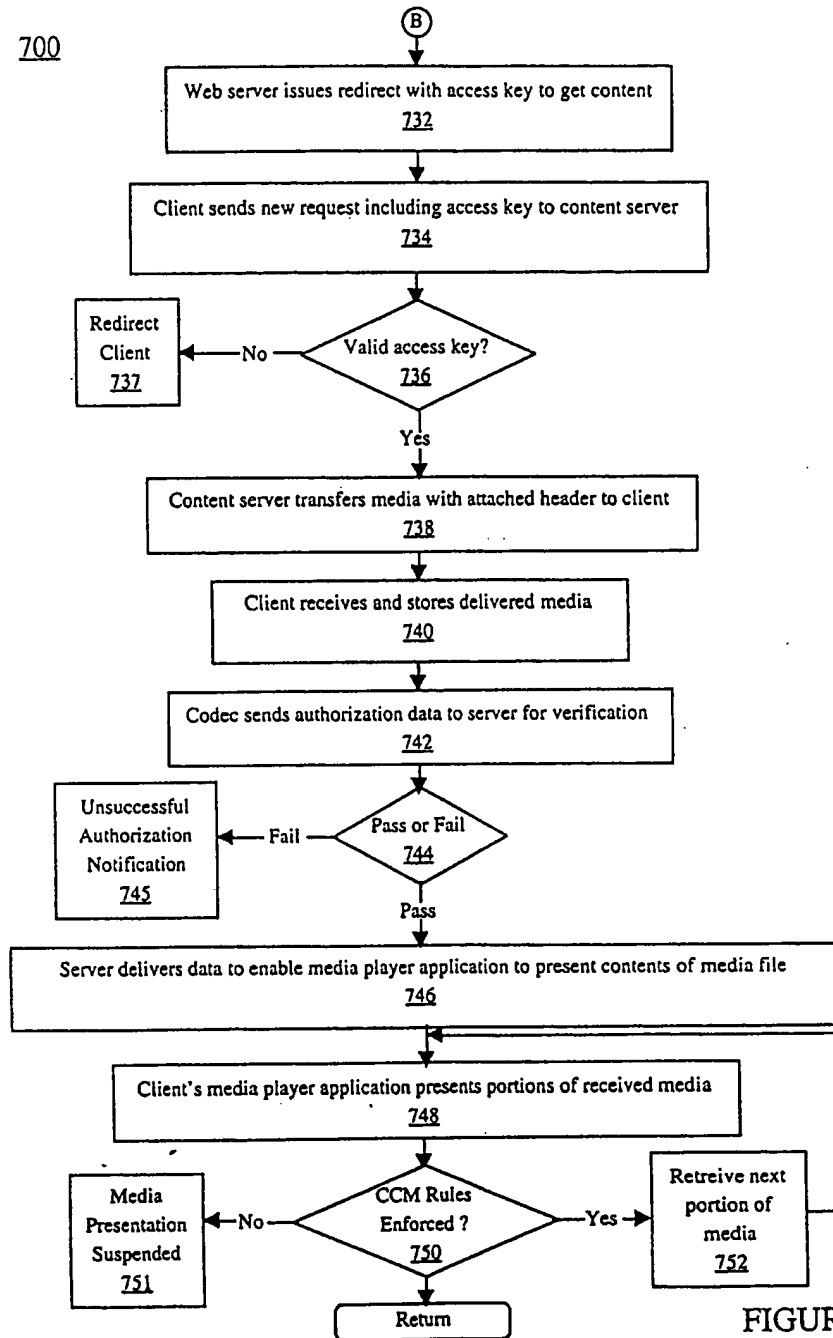 B
700
Web server issues redirect with access key to get content
732
Client sends new request including access key to content server
734
Redirect
Client
737
No
Valid access key?
736
Yes
Content server transfers media with attached header to client
738
Client receives and stores delivered media
740
Codec sends authorization data to server for verification
742
Unsuccessful
Authorization
Notification
745
Fail
Pass or Fail
744
Pass
Server delivers data to enable media player application to present contents of media file
746
Client's media player application presents portions of received media
748
Media
Presentation
Suspended
751
No
CCM Rules
Enforced ?
750
Yes
Retreive next
portion of
media
752
Return
FIGUR